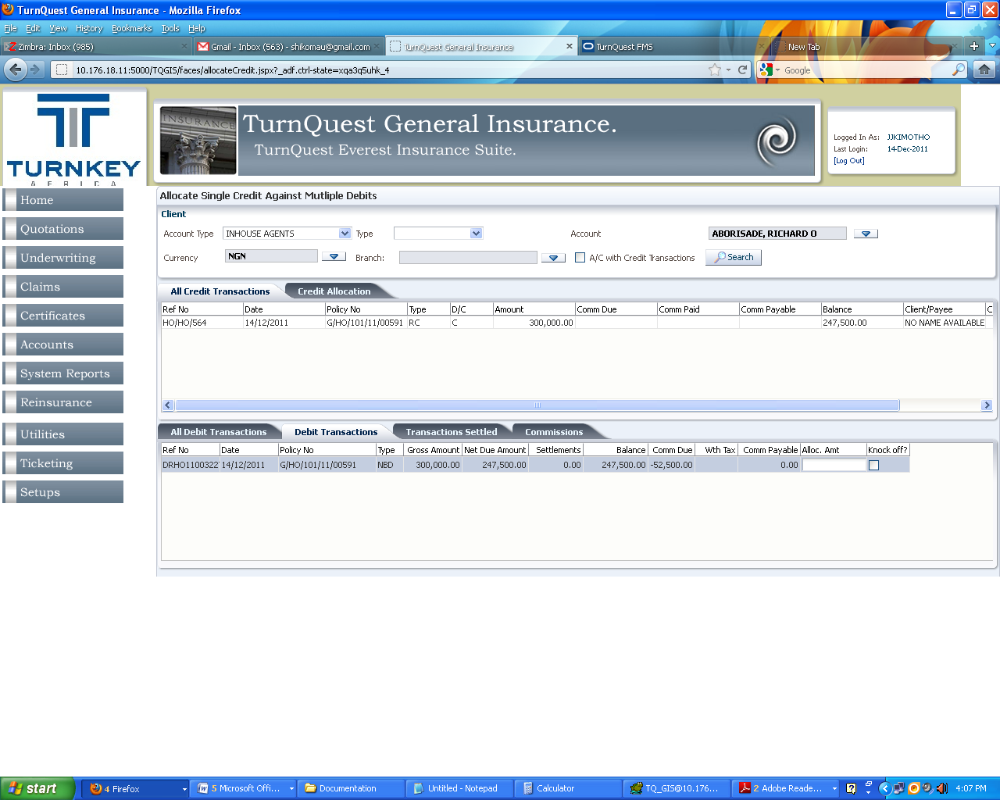 TurnQuest General Insurance - Mozilla Firefox
File Edit View History Bookmarks Tools Help
Zimbra: Inbox (985) Gmail - Inbox (563) - shikomau@gmail.com TurnQuest General Insurance TurnQuest FMS New Tab
10.176.18.11:5000/TQGIS/faces/allocateCredit.jspx?_adf.ctrl-state=xqa3q5uhk_4 Google
TURNKEY
AFRICA
INSURANCE
TurnQuest General Insurance.
TurnQuest Everest Insurance Suite.
Logged In As: JJKIMOTHO
Last Login: 14-Dec-2011
[Log Out]
Home
Quotations
Underwriting
Claims
Certificates
Accounts
System Reports
Reinsurance
Utilities
Ticketing
Setups
Allocate Single Credit Against Mutliple Debits
Client
Account Type INHOUSE AGENTS Type Account ABORISADE, RICHARD O
Currency NGN Branch: A/C with Credit Transactions Search
All Credit Transactions Credit Allocation
Ref No Date Policy No Type D/C Amount Comm Due Comm Paid Comm Payable Balance Client/Payee C
HO/HO/564 14/12/2011 G/HO/101/11/00591 RC C 300,000.00 247,500.00 NO NAME AVAILABLE
All Debit Transactions Debit Transactions Transactions Settled Commissions
Ref No Date Policy No Type Gross Amount Net Due Amount Settlements Balance Comm Due Wth Tax Comm Payable Alloc. Amt Knock off?
DRHO1100322 14/12/2011 G/HO/101/11/00591 NBD 300,000.00 247,500.00 0.00 247,500.00 -52,500.00 0.00
start 4 Firefox 5 Microsoft Offi... Documentation Untitled - Notepad Calculator TQ_GIS@10.176... 2 Adobe Reade... 4:07 PM